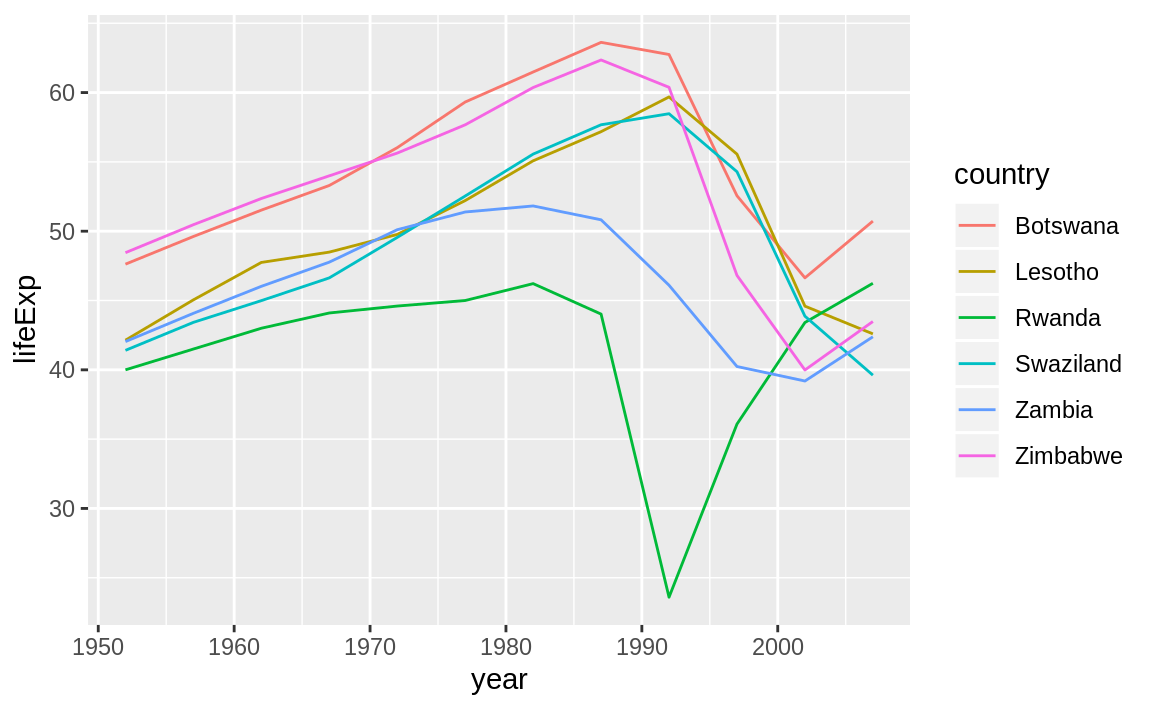 60
50
40
30
lifeExp
1950 1960 1970 1980 1990 2000
year
country
Botswana
Lesotho
Rwanda
Swaziland
Zambia
Zimbabwe